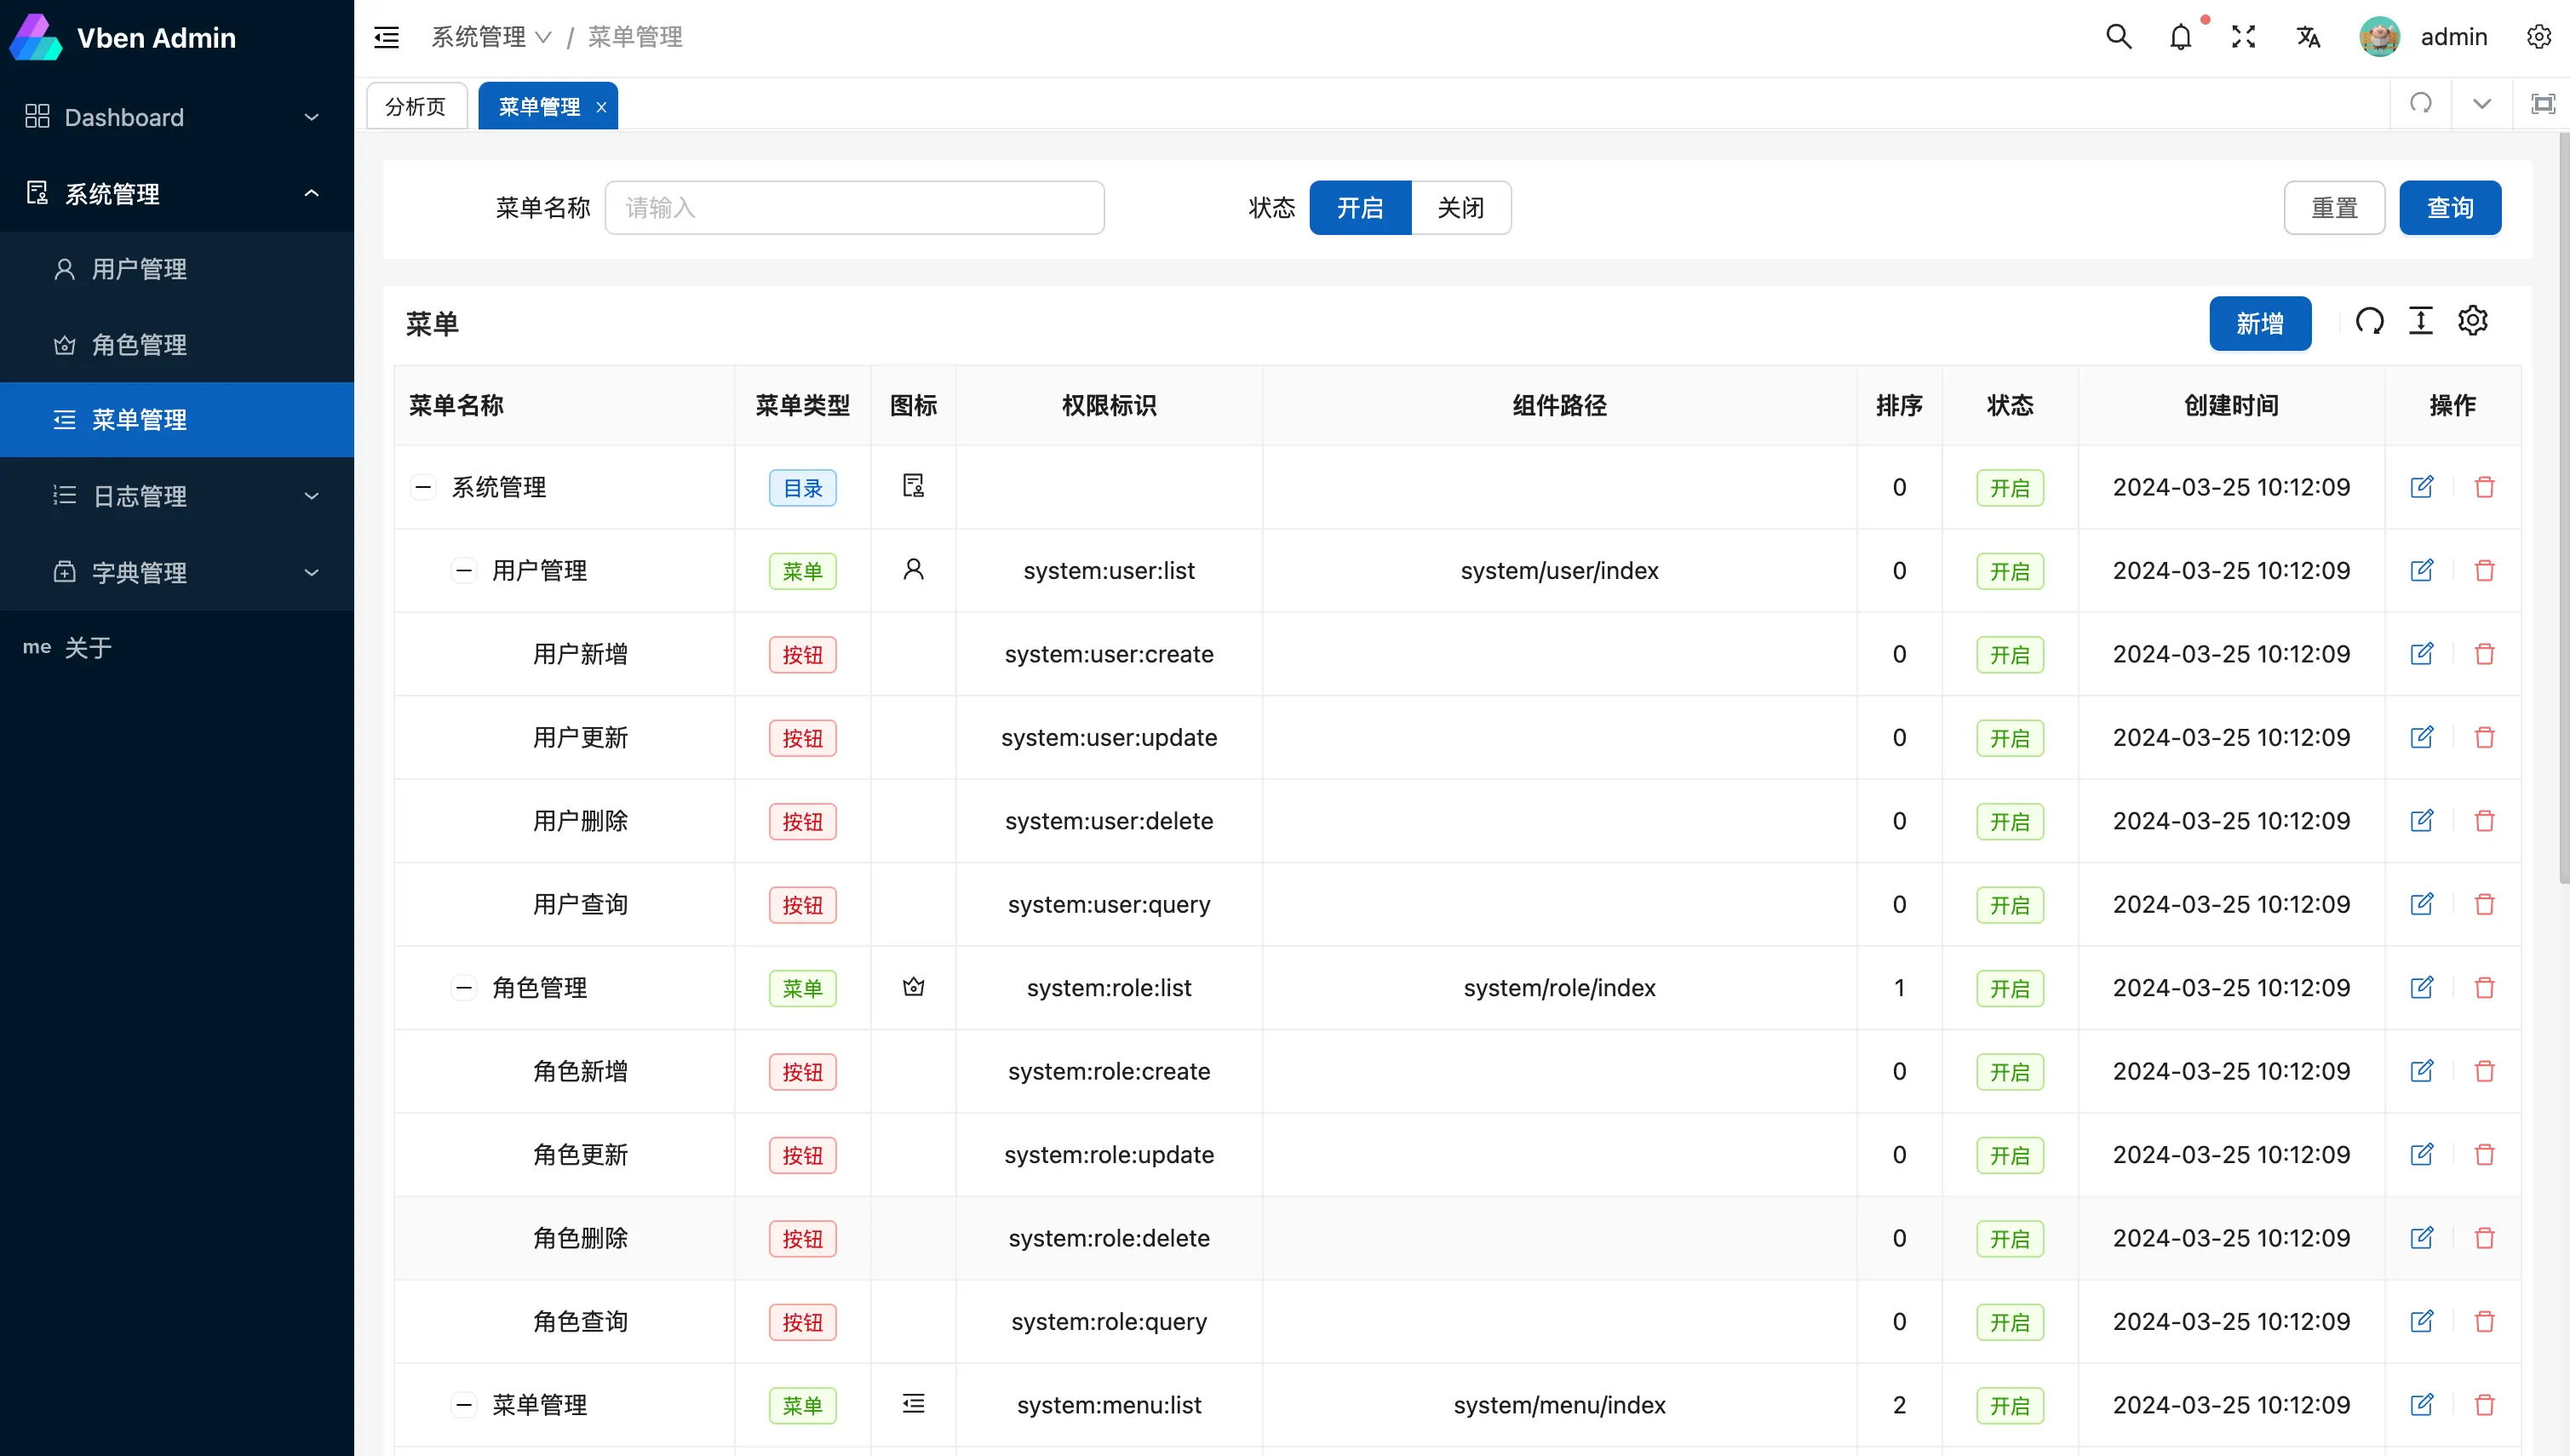 Vben Admin
系统管理 / 菜单管理
admin
Dashboard
系统管理
用户管理
角色管理
菜单管理
日志管理
字典管理
me 关于
分析页
菜单管理 ×
菜单名称 请输入 状态 开启 关闭 重置 查询
菜单 新增
菜单名称 菜单类型 图标 权限标识 组件路径 排序 状态 创建时间 操作
系统管理 目录 0 开启 2024-03-25 10:12:09
用户管理 菜单 system:user:list system/user/index 0 开启 2024-03-25 10:12:09
用户新增 按钮 system:user:create 0 开启 2024-03-25 10:12:09
用户更新 按钮 system:user:update 0 开启 2024-03-25 10:12:09
用户删除 按钮 system:user:delete 0 开启 2024-03-25 10:12:09
用户查询 按钮 system:user:query 0 开启 2024-03-25 10:12:09
角色管理 菜单 system:role:list system/role/index 1 开启 2024-03-25 10:12:09
角色新增 按钮 system:role:create 0 开启 2024-03-25 10:12:09
角色更新 按钮 system:role:update 0 开启 2024-03-25 10:12:09
角色删除 按钮 system:role:delete 0 开启 2024-03-25 10:12:09
角色查询 按钮 system:role:query 0 开启 2024-03-25 10:12:09
菜单管理 菜单 system:menu:list system/menu/index 2 开启 2024-03-25 10:12:09